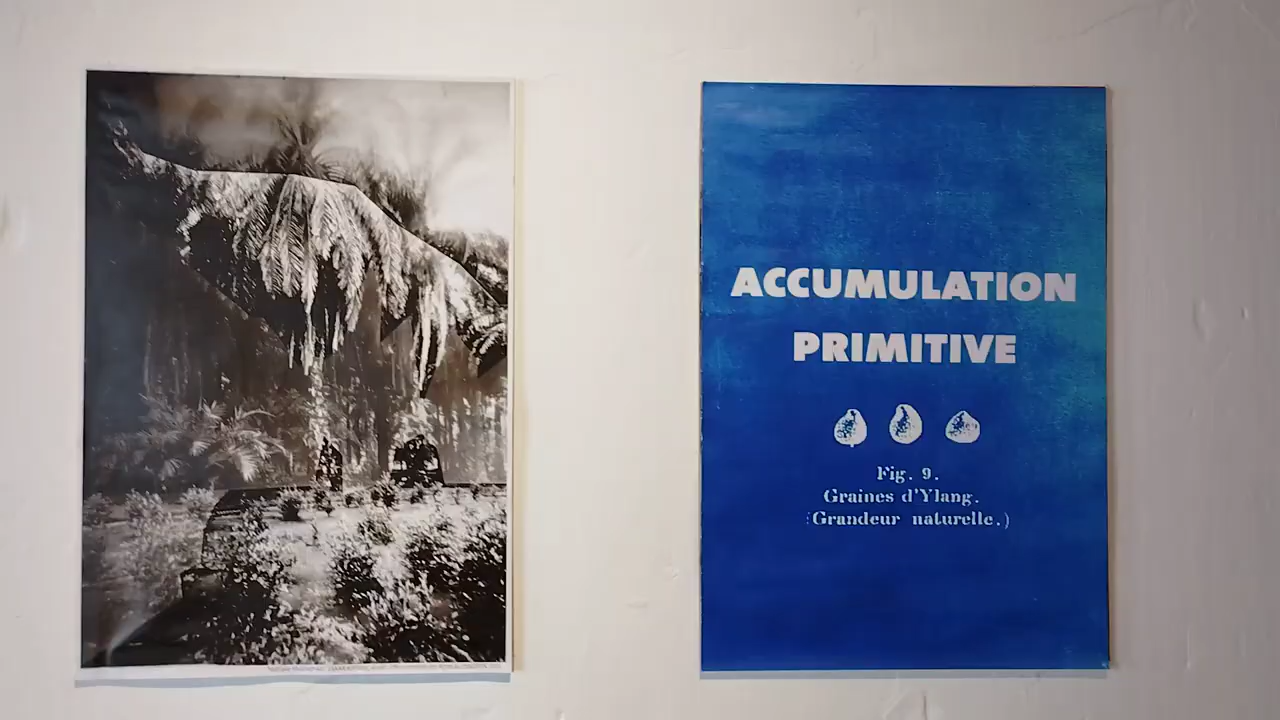 ACCUMULATION
PRIMITIVE
Fig. 9.
Graines d'Ylang.
(Grandeur naturelle.)